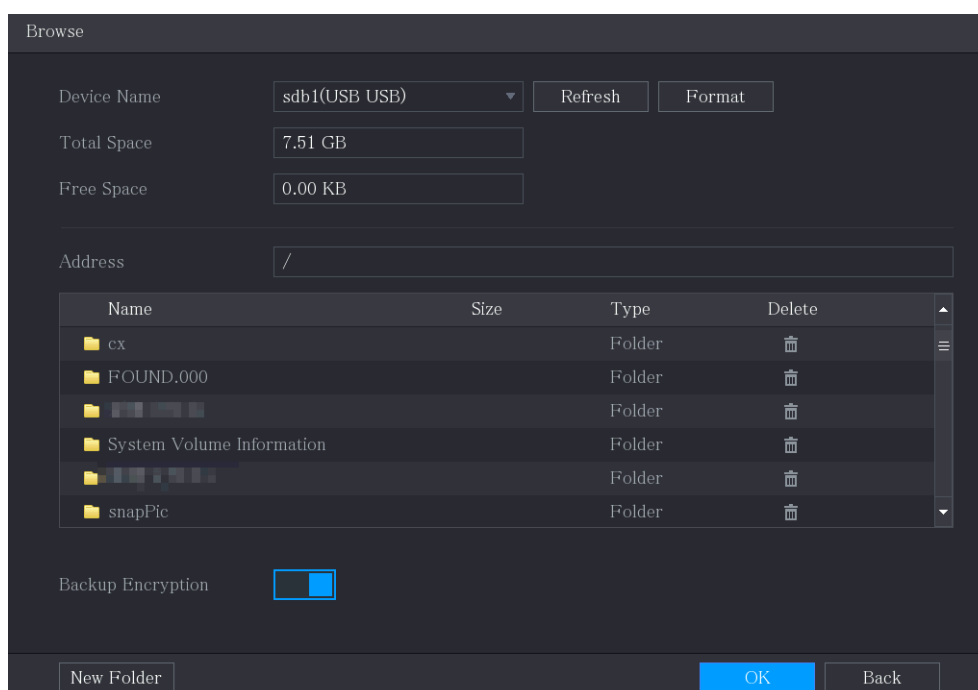 Browse
Device Name sdb1(USB USB) Refresh Format
Total Space 7.51 GB
Free Space 0.00 KB
Address /
Name Size Type Delete
cx Folder
FOUND.000 Folder
Folder
System Volume Information Folder
Folder
snapPic Folder
Backup Encryption
New Folder OK Back